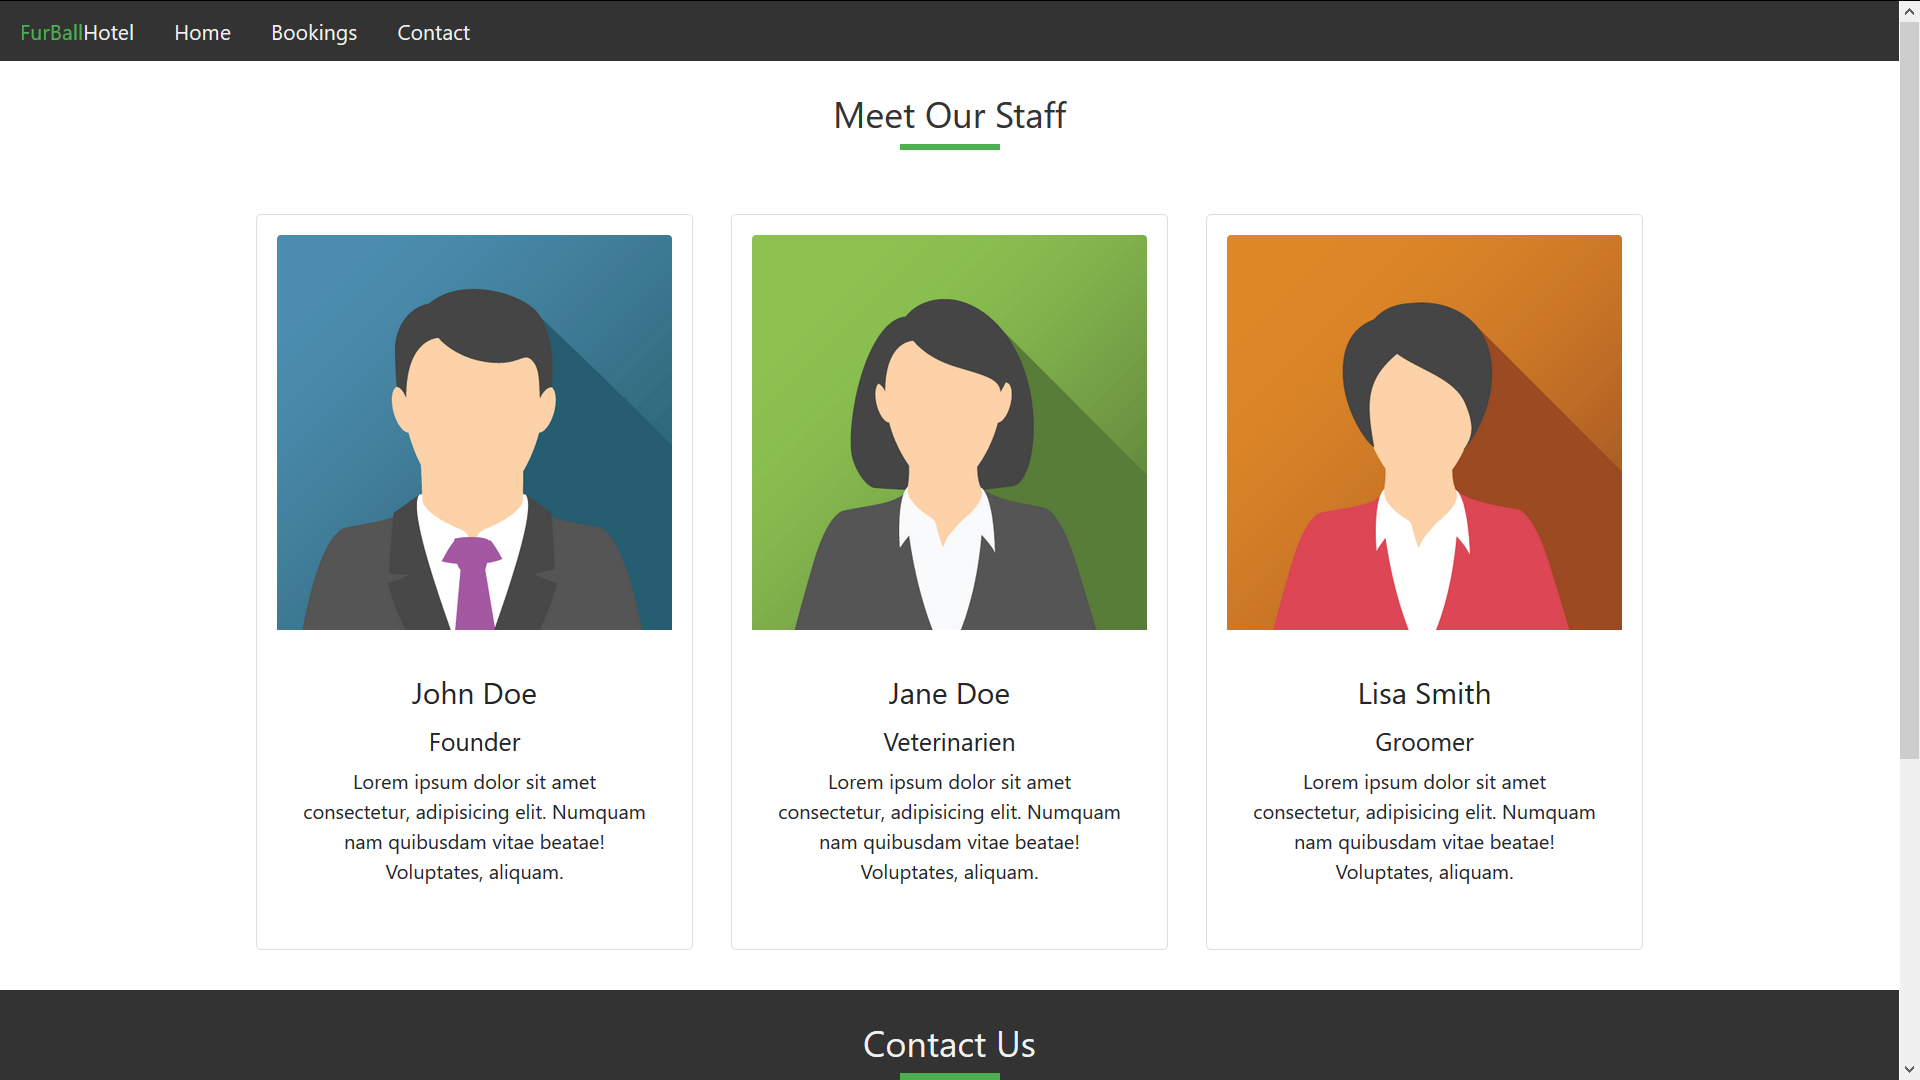 FurBallHotel Home Bookings Contact
Meet Our Staff
John Doe
Founder
Lorem ipsum dolor sit amet
consectetur, adipisicing elit. Numquam
nam quibusdam vitae beatae!
Voluptates, aliquam.
Jane Doe
Veterinarien
Lorem ipsum dolor sit amet
consectetur, adipisicing elit. Numquam
nam quibusdam vitae beatae!
Voluptates, aliquam.
Lisa Smith
Groomer
Lorem ipsum dolor sit amet
consectetur, adipisicing elit. Numquam
nam quibusdam vitae beatae!
Voluptates, aliquam.
Contact Us